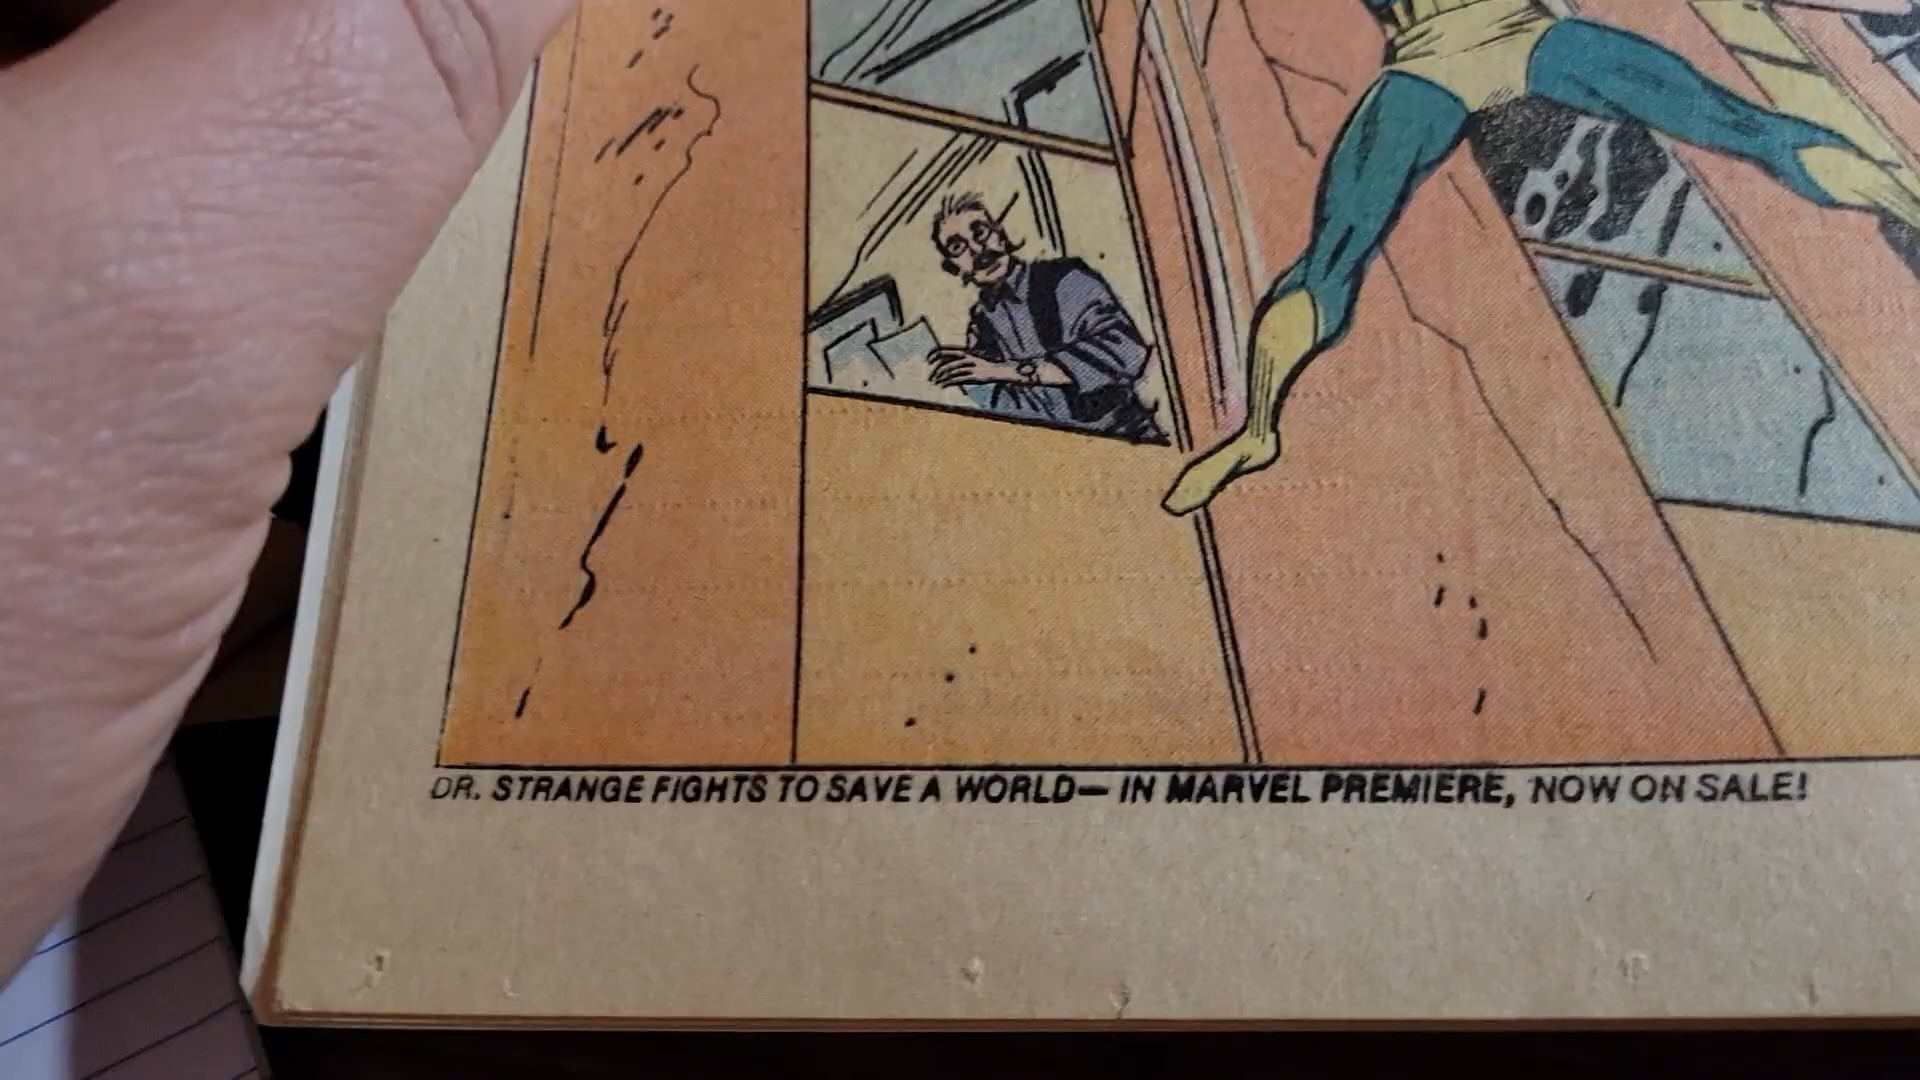 DR. STRANGE FIGHTS TO SAVE A WORLD— IN MARVEL PREMIERE, NOW ON SALE!